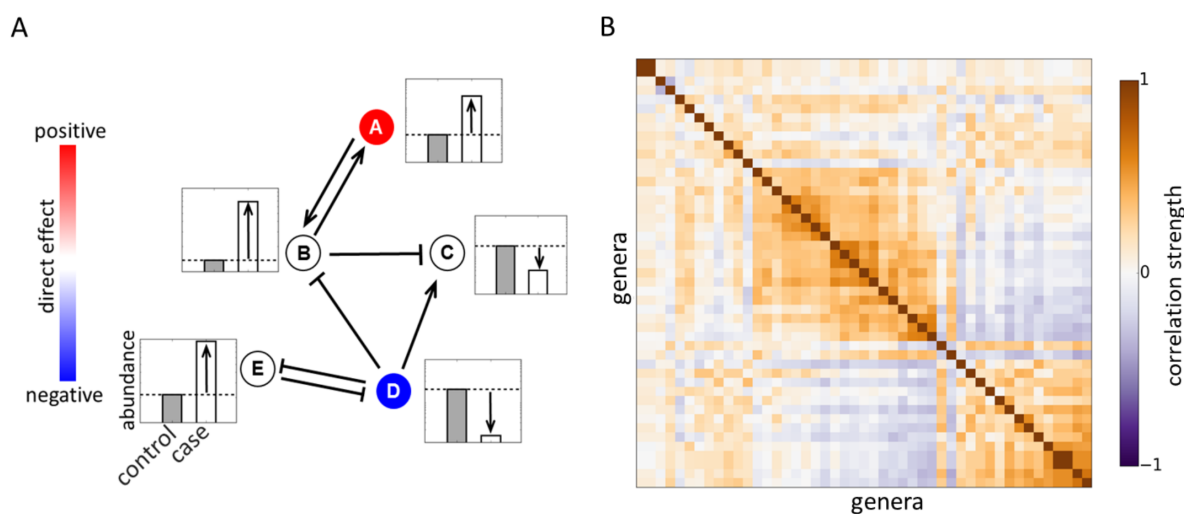 A
positive
direct effect
negative
A
B
C
D
E
abundance
control
case
B
genera
genera
1
0
−1
correlation strength